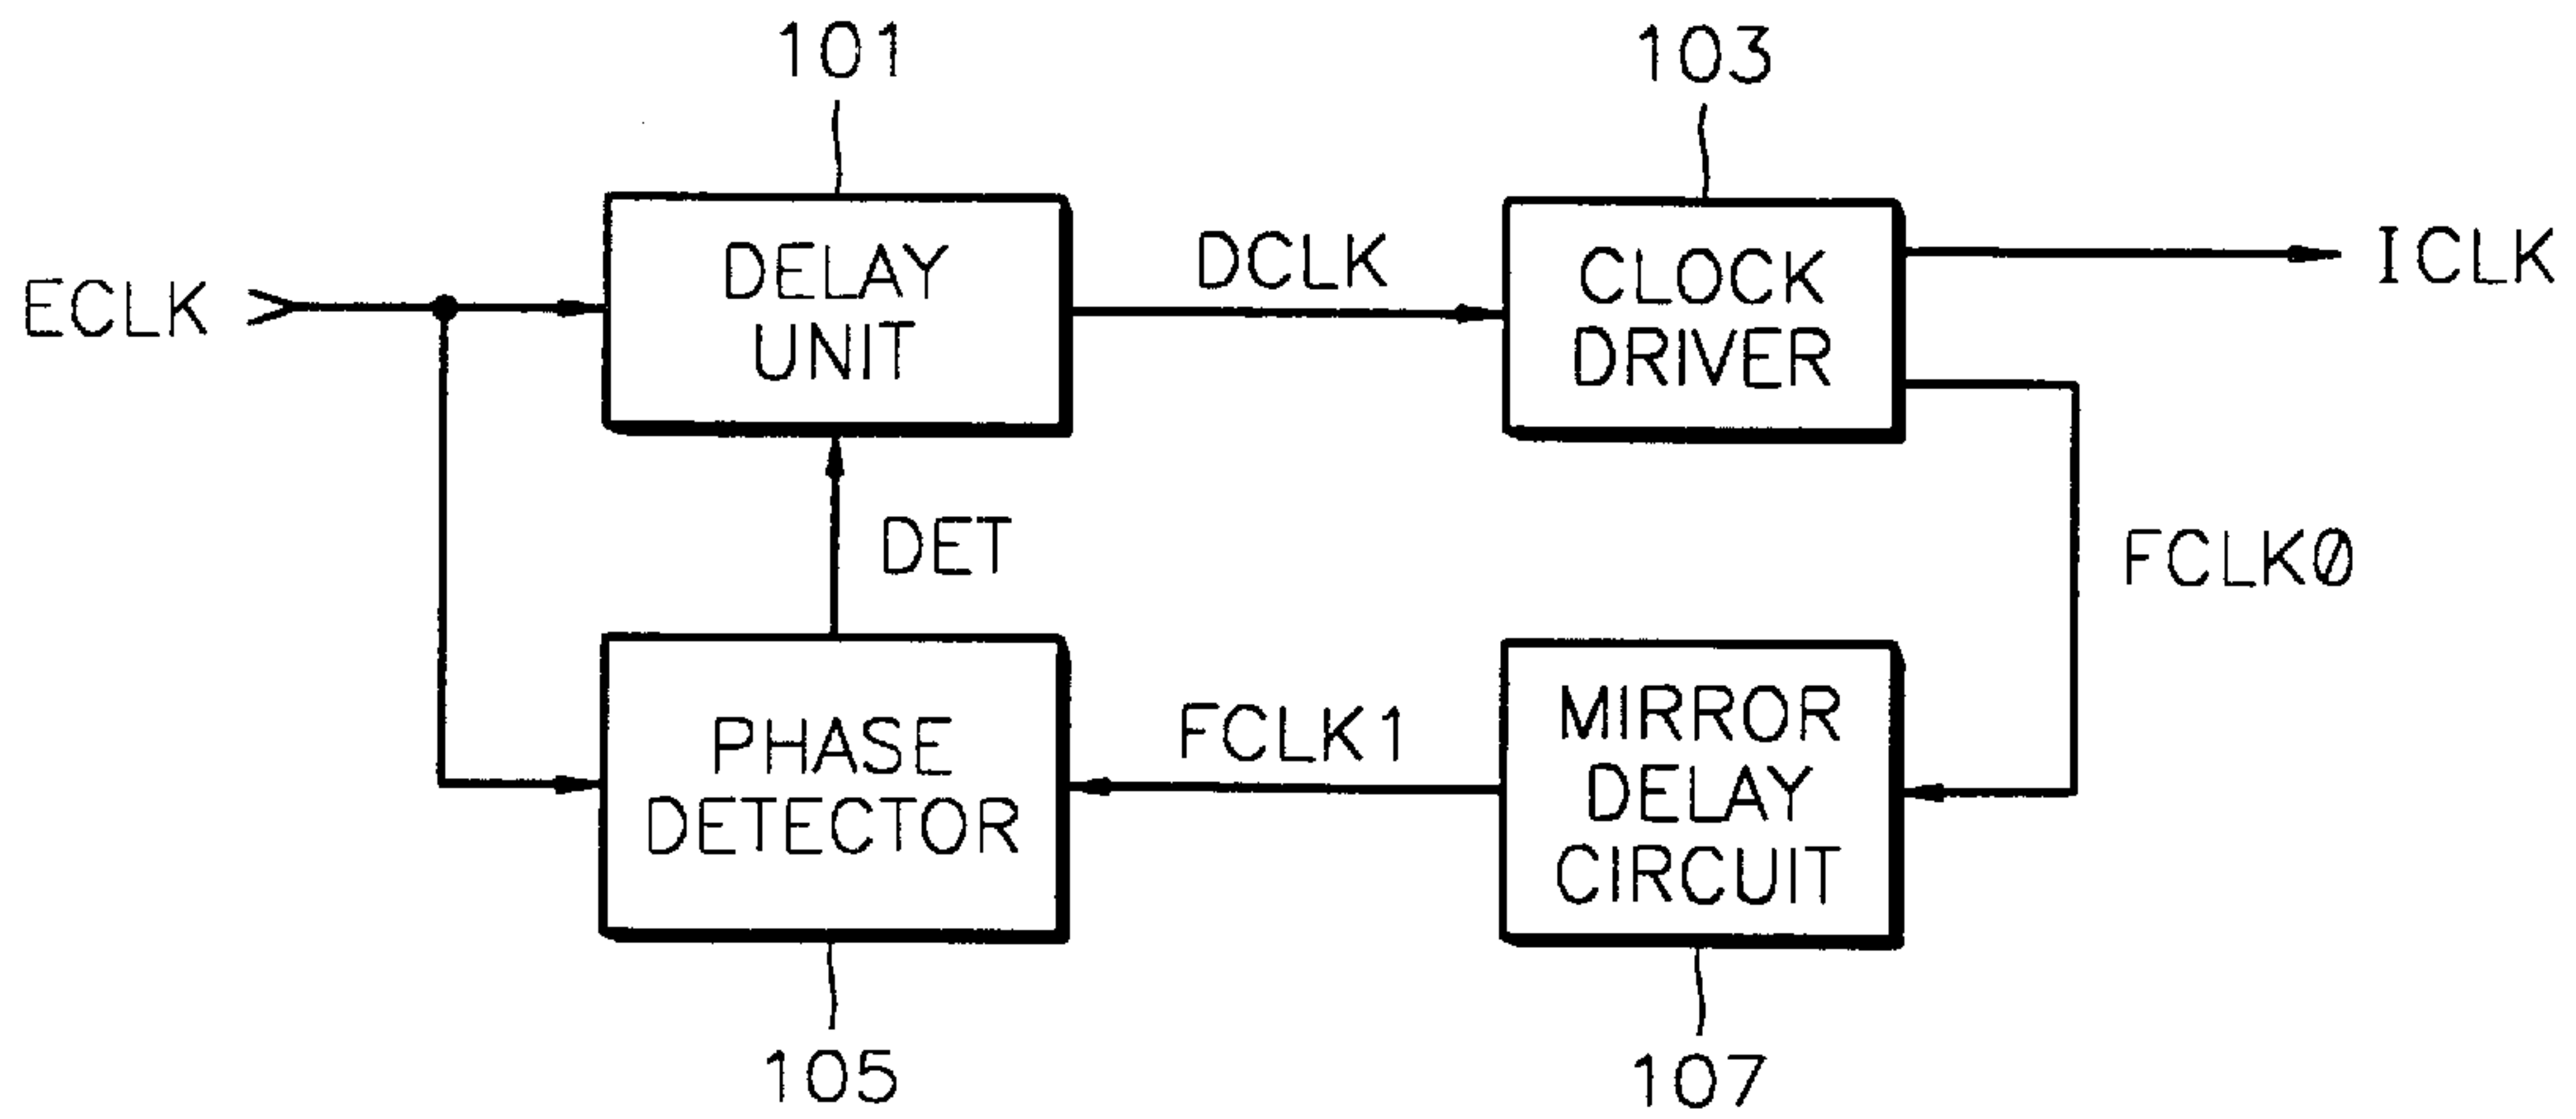 101
103
ECLK
DELAY
UNIT
DCLK
CLOCK
DRIVER
ICLK
DET
FCLK0
PHASE
DETECTOR
FCLK1
MIRROR
DELAY
CIRCUIT
105
107